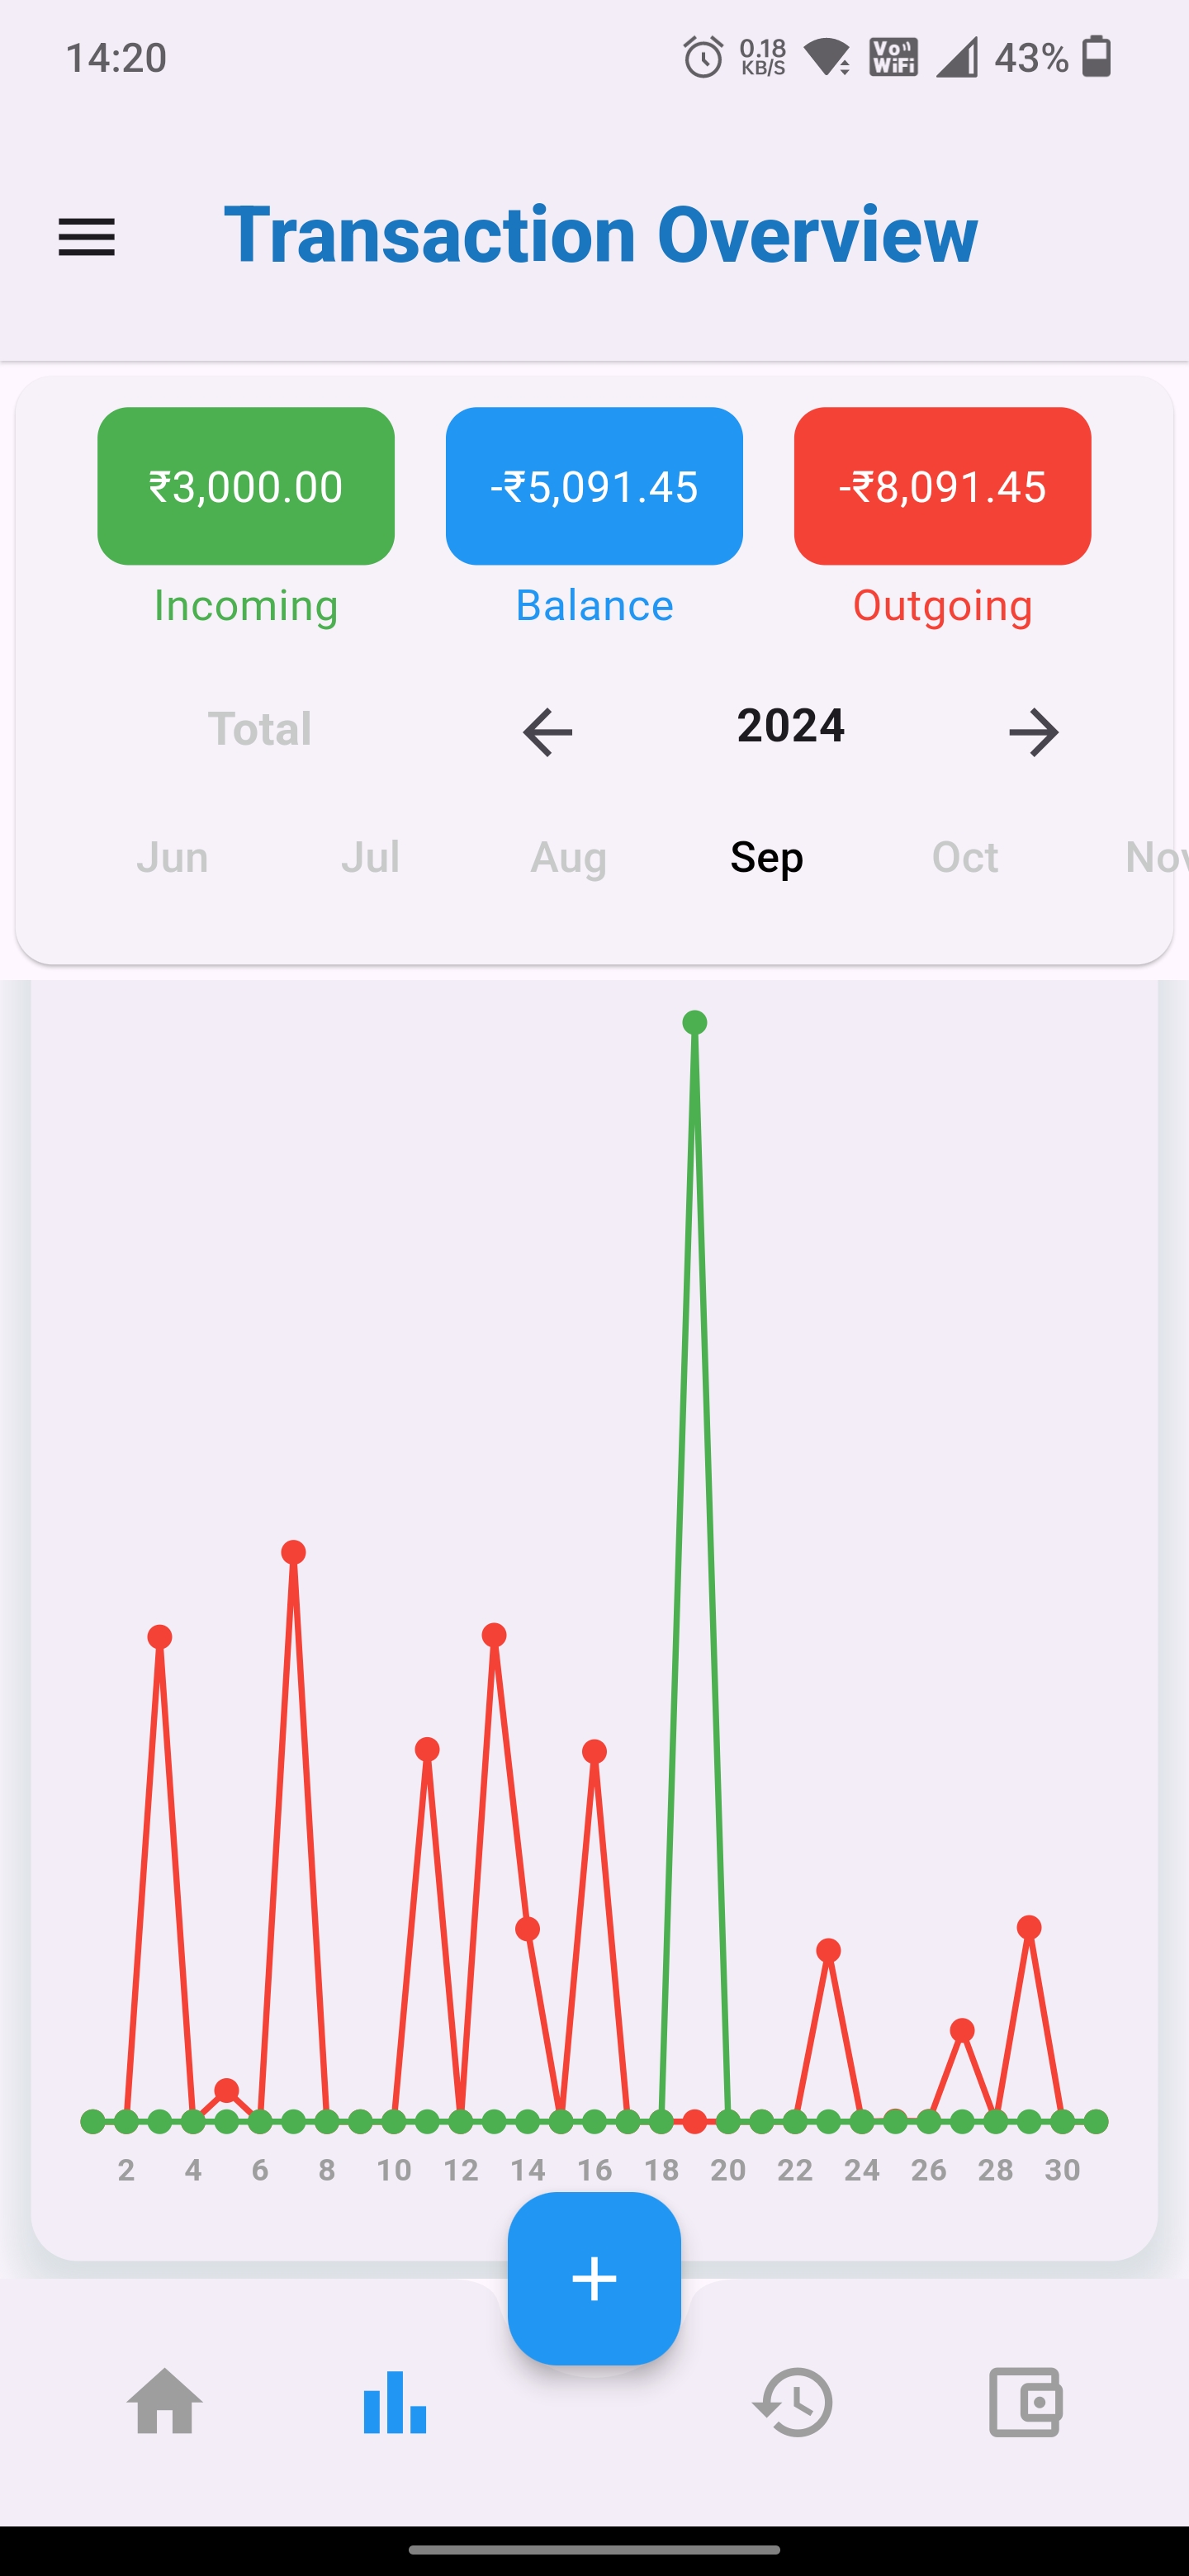 14:20
0.18
KB/S
Vo
WiFi
43%
Transaction Overview
₹3,000.00 -₹5,091.45 -₹8,091.45
Incoming Balance Outgoing
Total 2024
Jun Jul Aug Sep Oct Nov
2 4 6 8 10 12 14 16 18 20 22 24 26 28 30